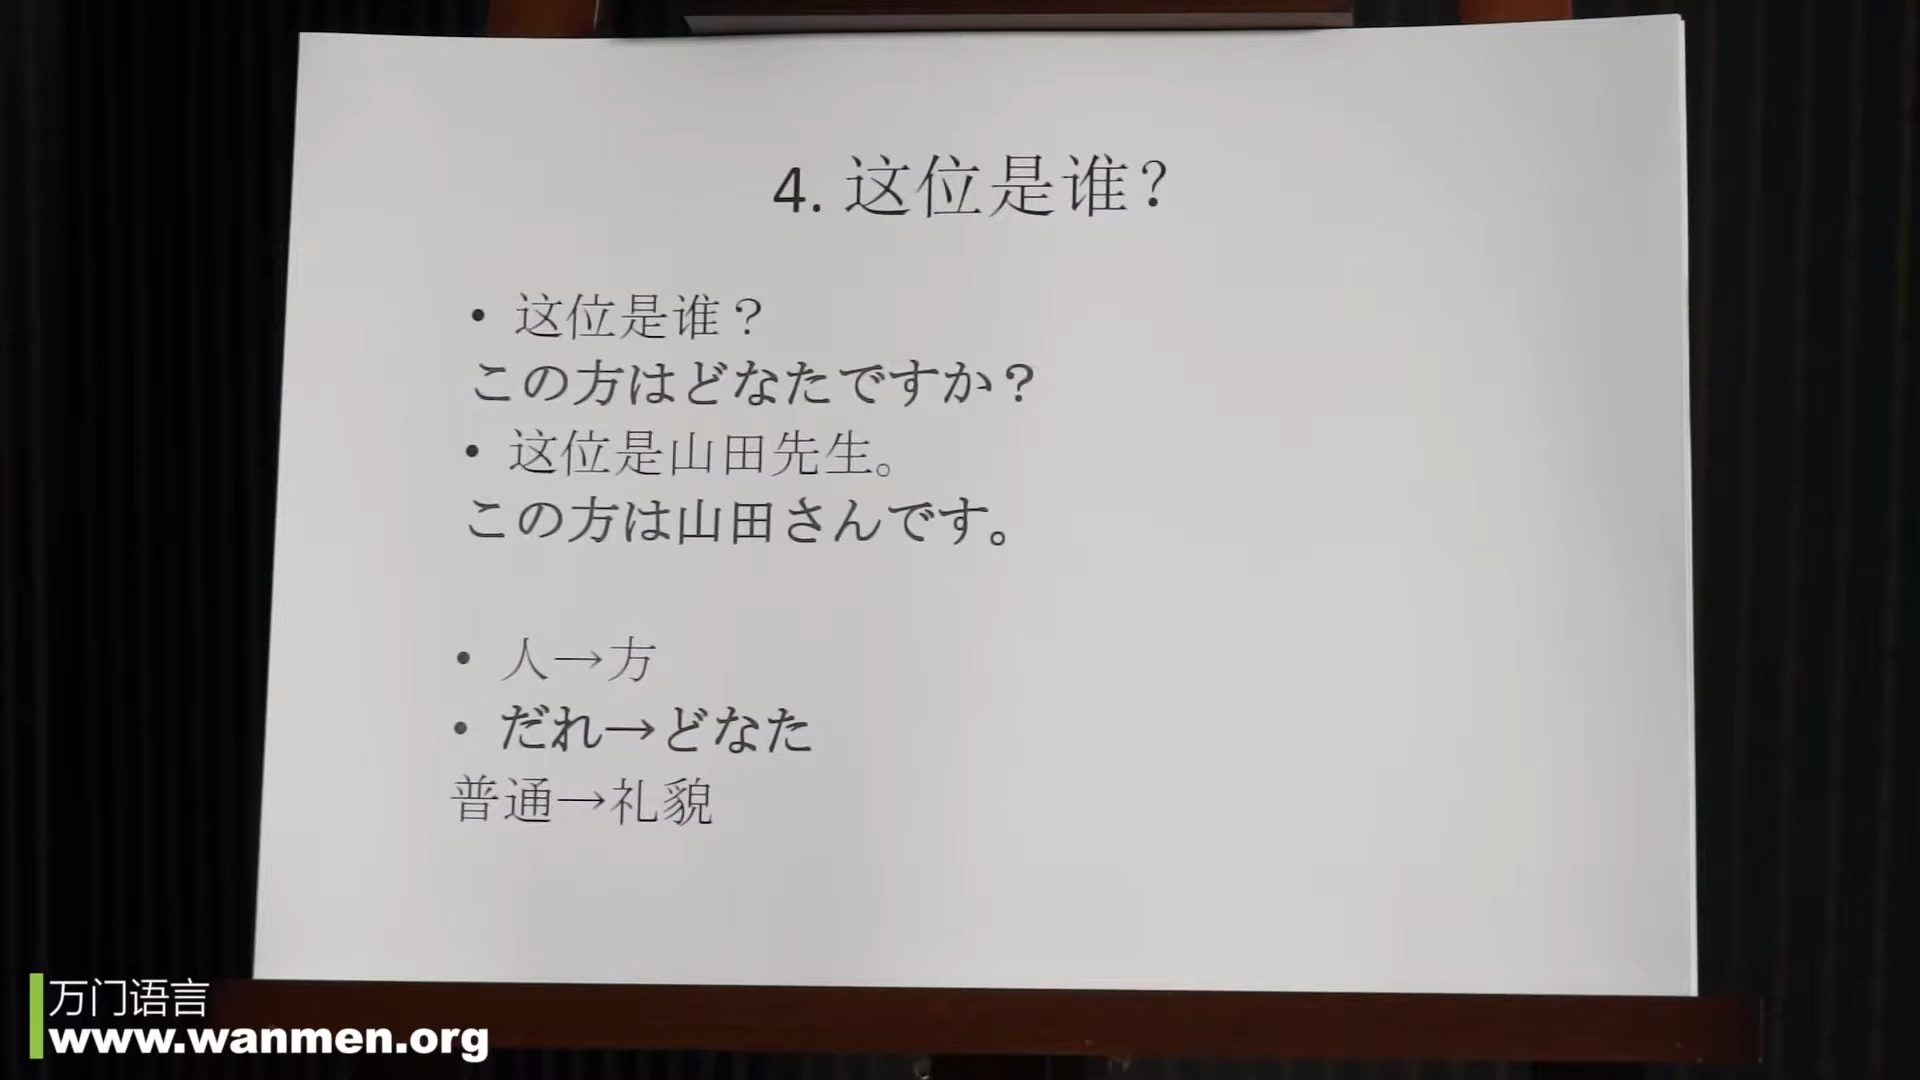 4. 这位是谁？
• 这位是谁？
この方はどなたですか？
• 这位是山田先生。
この方は山田さんです。
• 人→方
• だれ→どなた
普通→礼貌
万门语言
www.wanmen.org